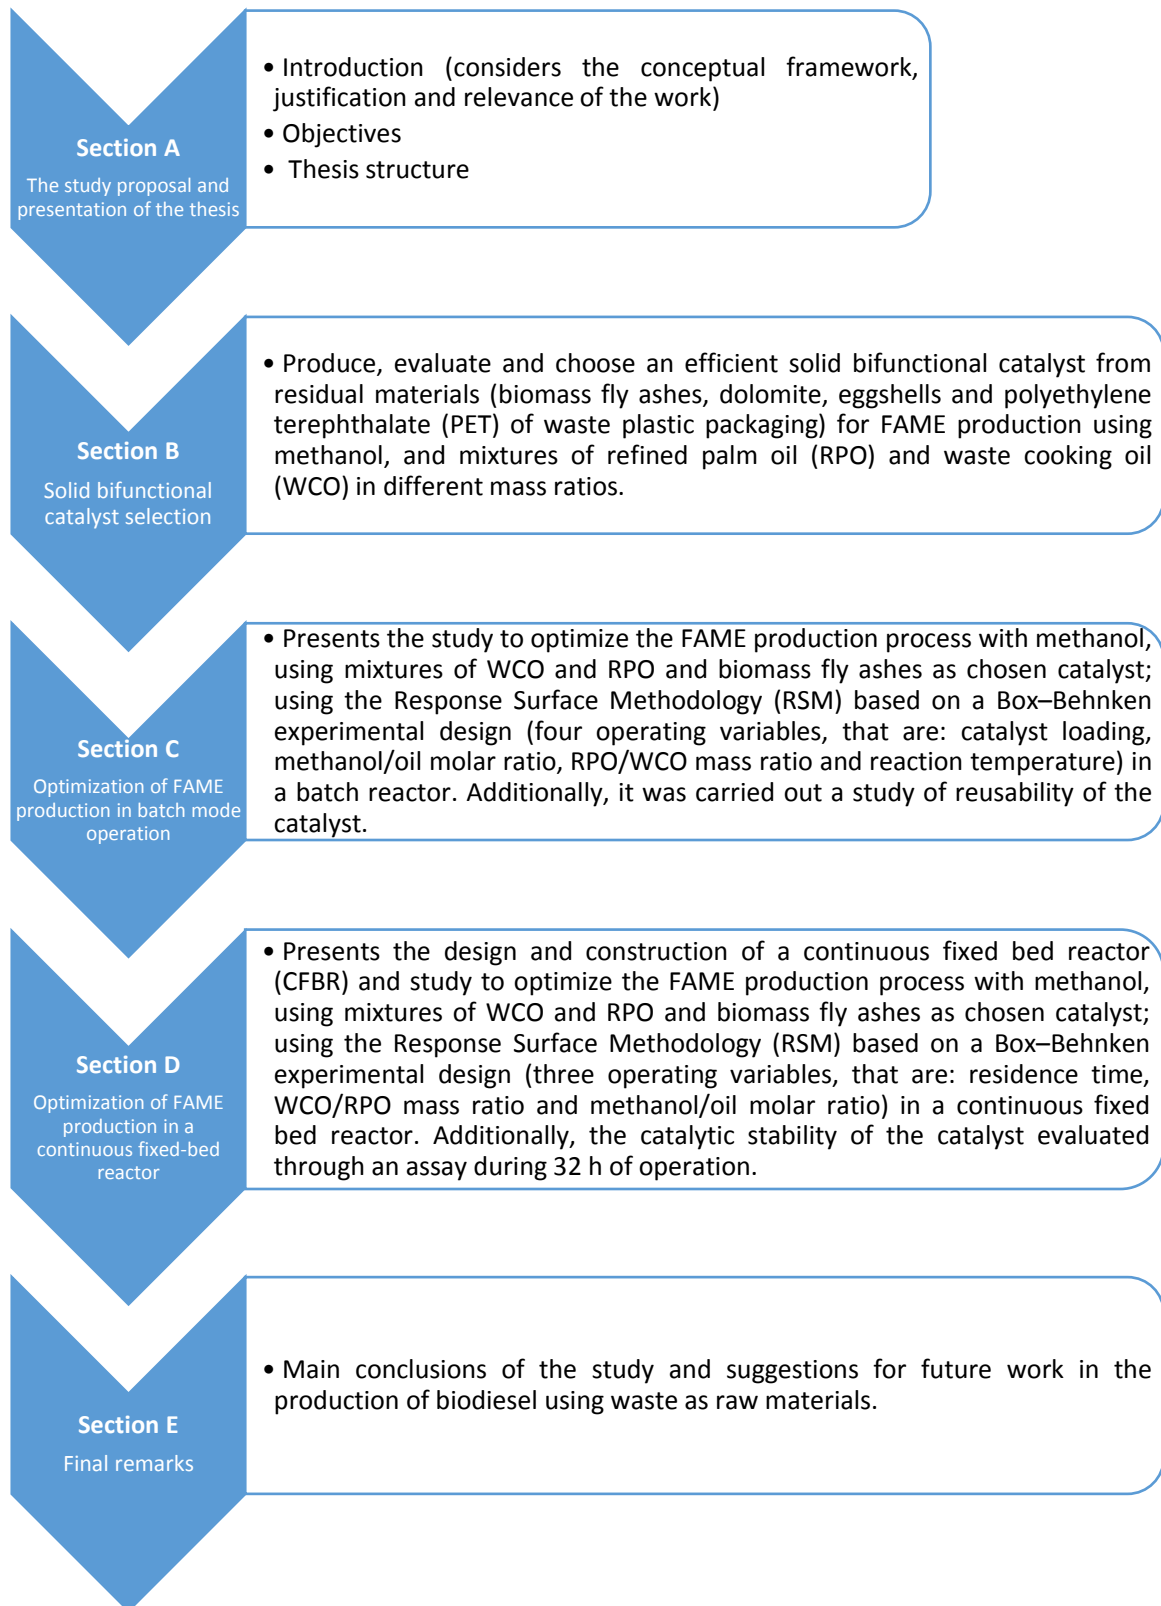 Section A
The study proposal and
presentation of the thesis
• Introduction (considers the conceptual framework,
justification and relevance of the work)
• Objectives
• Thesis structure
Section B
Solid bifunctional
catalyst selection
• Produce, evaluate and choose an efficient solid bifunctional catalyst from
residual materials (biomass fly ashes, dolomite, eggshells and polyethylene
terephthalate (PET) of waste plastic packaging) for FAME production using
methanol, and mixtures of refined palm oil (RPO) and waste cooking oil
(WCO) in different mass ratios.
Section C
Optimization of FAME
production in batch mode
operation
• Presents the study to optimize the FAME production process with methanol,
using mixtures of WCO and RPO and biomass fly ashes as chosen catalyst;
using the Response Surface Methodology (RSM) based on a Box–Behnken
experimental design (four operating variables, that are: catalyst loading,
methanol/oil molar ratio, RPO/WCO mass ratio and reaction temperature) in
a batch reactor. Additionally, it was carried out a study of reusability of the
catalyst.
Section D
Optimization of FAME
production in a
continuous fixed-bed
reactor
• Presents the design and construction of a continuous fixed bed reactor
(CFBR) and study to optimize the FAME production process with methanol,
using mixtures of WCO and RPO and biomass fly ashes as chosen catalyst;
using the Response Surface Methodology (RSM) based on a Box–Behnken
experimental design (three operating variables, that are: residence time,
WCO/RPO mass ratio and methanol/oil molar ratio) in a continuous fixed
bed reactor. Additionally, the catalytic stability of the catalyst evaluated
through an assay during 32 h of operation.
Section E
Final remarks
• Main conclusions of the study and suggestions for future work in the
production of biodiesel using waste as raw materials.